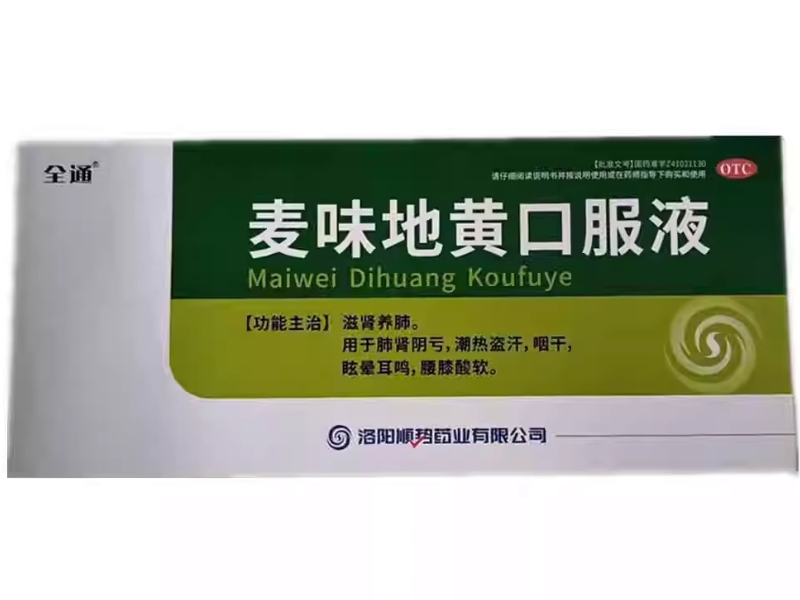 全通®
【批准文号】国药准字Z41021130
请仔细阅读说明书并按说明使用或在药师指导下购买和使用
OTC
麦味地黄口服液
Maiwei Dihuang Koufuye
【功能主治】滋肾养肺。
用于肺肾阴亏,潮热盗汗,咽干,
眩晕耳鸣,腰膝酸软。
洛阳顺势药业有限公司